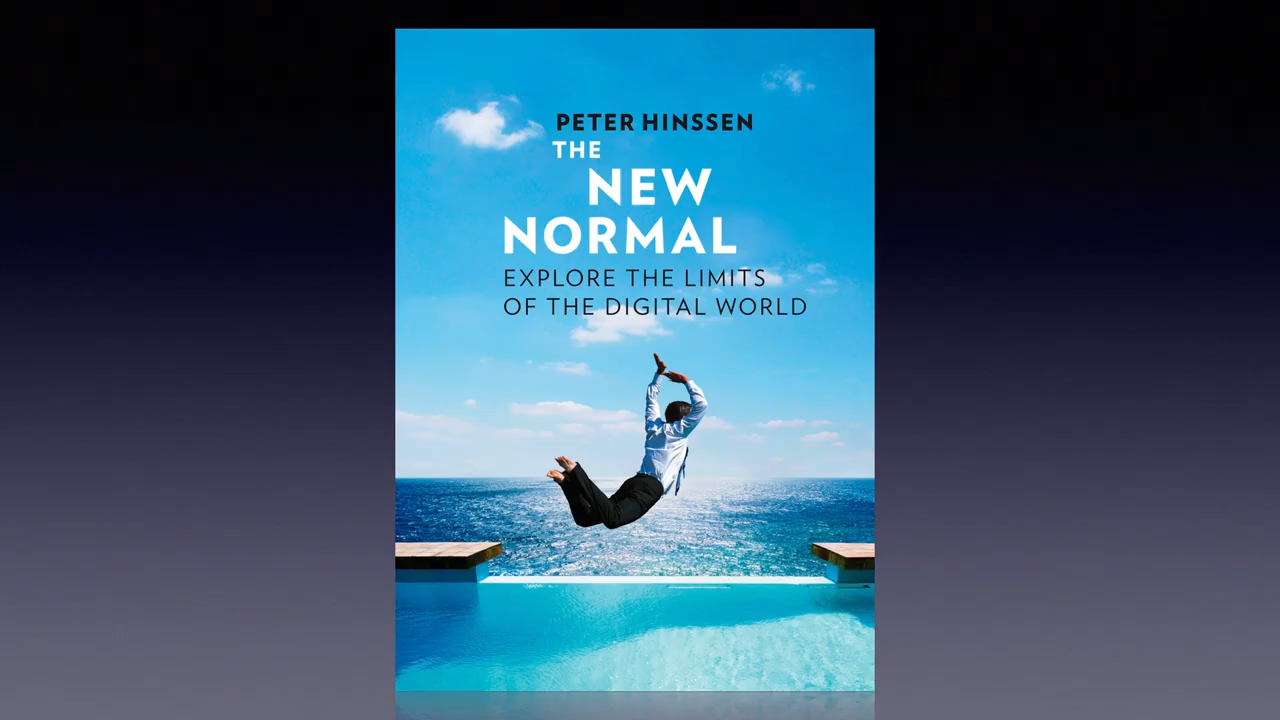 PETER HINSSEN
THE
NEW
NORMAL
EXPLORE THE LIMITS
OF THE DIGITAL WORLD